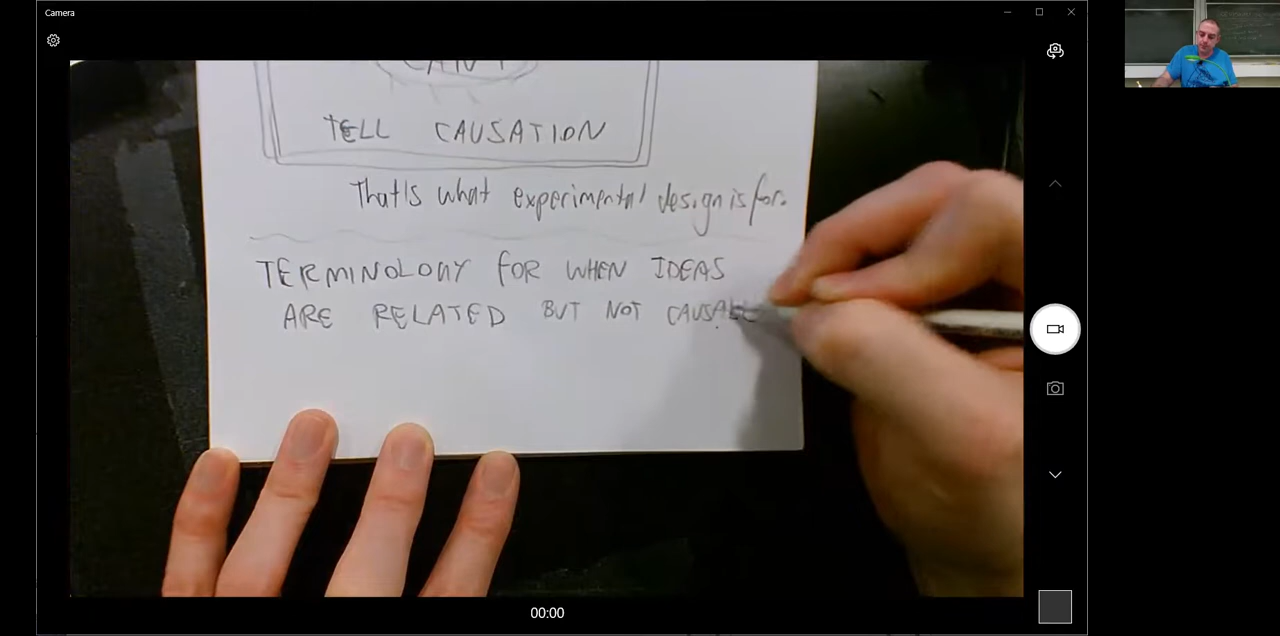 Camera
CAN'T
TELL CAUSATION
That's what experimental design is for.
TERMINOLOGY FOR WHEN IDEAS
ARE RELATED BUT NOT
00:00